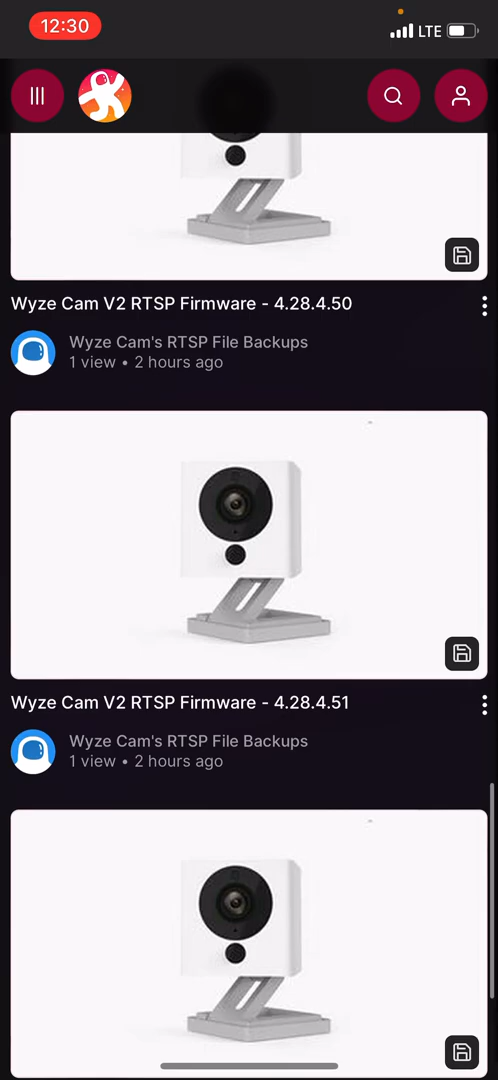 12:30
LTE
Wyze Cam V2 RTSP Firmware - 4.28.4.50
Wyze Cam's RTSP File Backups
1 view • 2 hours ago
Wyze Cam V2 RTSP Firmware - 4.28.4.51
Wyze Cam's RTSP File Backups
1 view • 2 hours ago